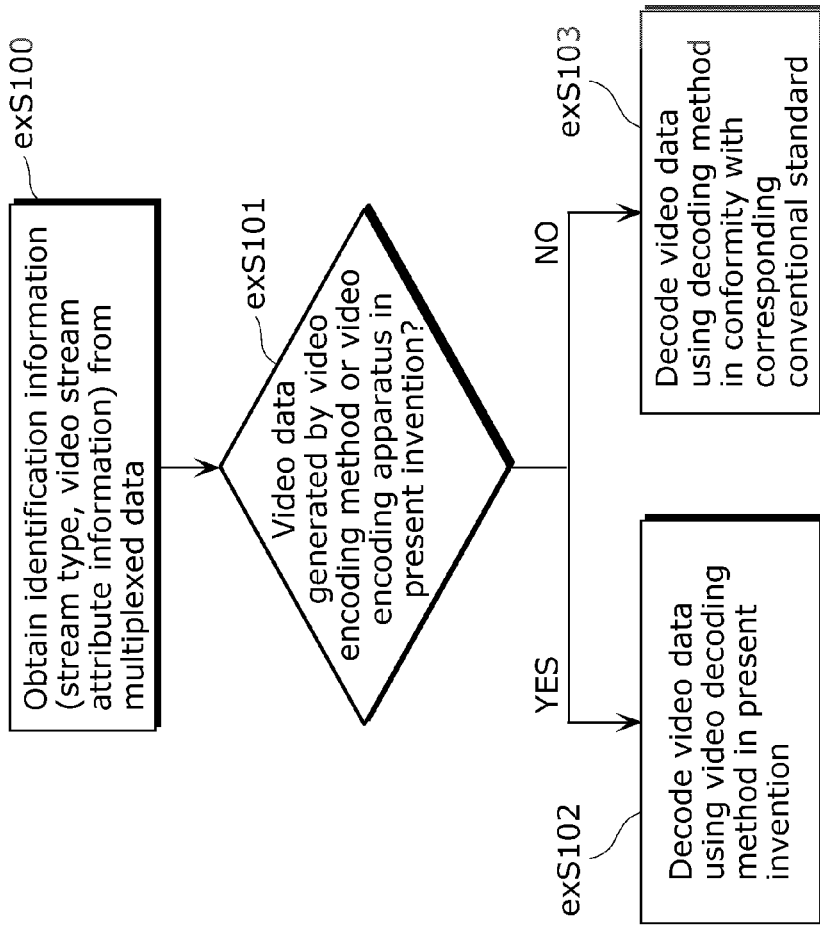 exS100
Obtain identification information
(stream type, video stream
attribute information) from
multiplexed data
exS101
Video data
generated by video
encoding method or video
encoding apparatus in
present invention?
YES
NO
exS102
Decode video data
using video decoding
method in present
invention
exS103
Decode video data
using decoding method
in conformity with
corresponding
conventional standard